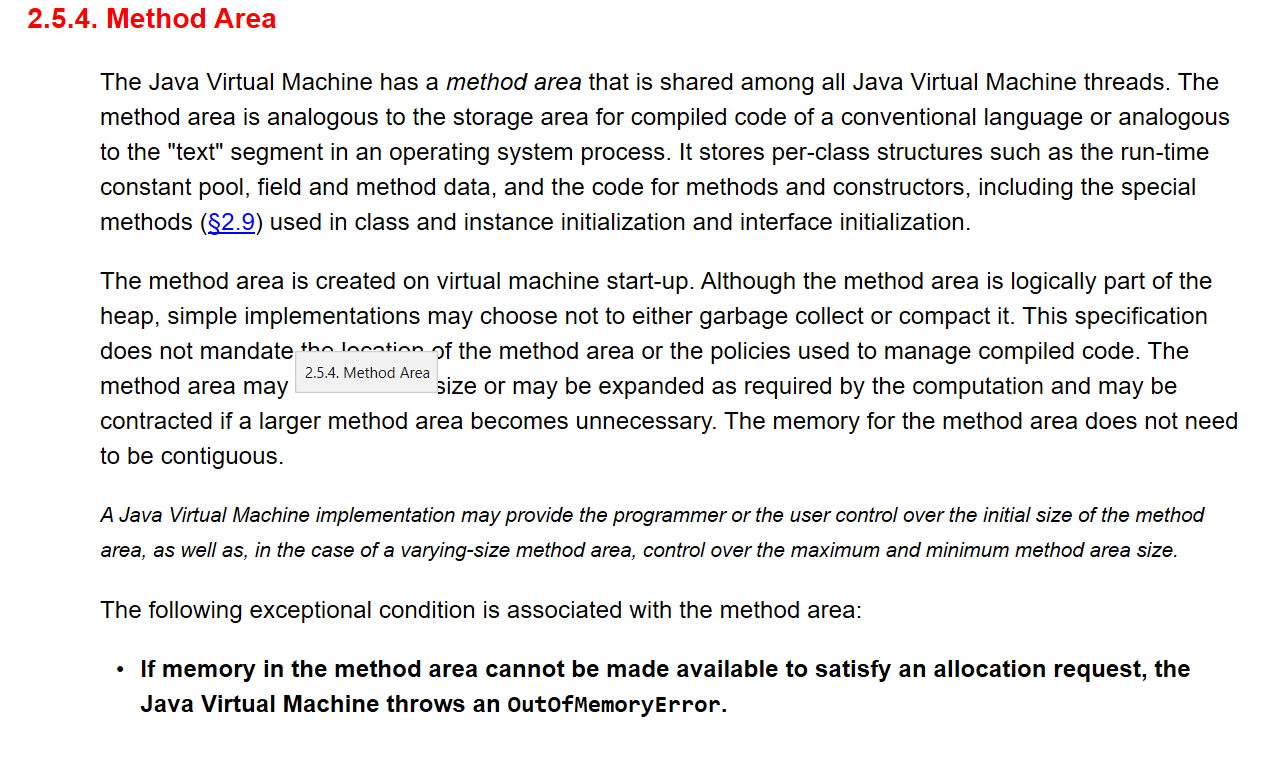 2.5.4. Method Area
The Java Virtual Machine has a method area that is shared among all Java Virtual Machine threads. The
method area is analogous to the storage area for compiled code of a conventional language or analogous
to the "text" segment in an operating system process. It stores per-class structures such as the run-time
constant pool, field and method data, and the code for methods and constructors, including the special
methods (§2.9) used in class and instance initialization and interface initialization.
The method area is created on virtual machine start-up. Although the method area is logically part of the
heap, simple implementations may choose not to either garbage collect or compact it. This specification
does not mandate the location of the method area or the policies used to manage compiled code. The
method area may 2.5.4. Method Area size or may be expanded as required by the computation and may be
contracted if a larger method area becomes unnecessary. The memory for the method area does not need
to be contiguous.
A Java Virtual Machine implementation may provide the programmer or the user control over the initial size of the method
area, as well as, in the case of a varying-size method area, control over the maximum and minimum method area size.
The following exceptional condition is associated with the method area:
• If memory in the method area cannot be made available to satisfy an allocation request, the
Java Virtual Machine throws an OutOfMemoryError.